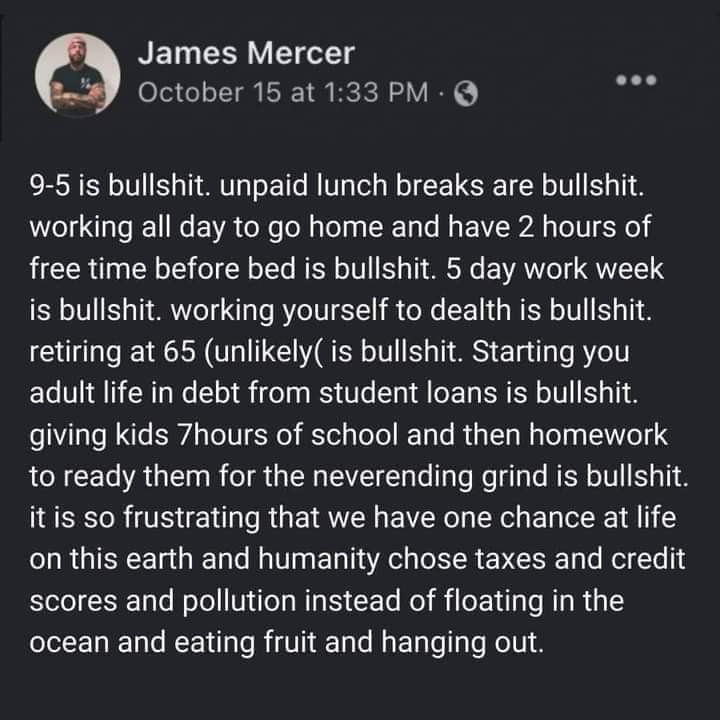 James Mercer
October 15 at 1:33 PM ·
9-5 is bullshit. unpaid lunch breaks are bullshit.
working all day to go home and have 2 hours of
free time before bed is bullshit. 5 day work week
is bullshit. working yourself to dealth is bullshit.
retiring at 65 (unlikely( is bullshit. Starting you
adult life in debt from student loans is bullshit.
giving kids 7hours of school and then homework
to ready them for the neverending grind is bullshit.
it is so frustrating that we have one chance at life
on this earth and humanity chose taxes and credit
scores and pollution instead of floating in the
ocean and eating fruit and hanging out.